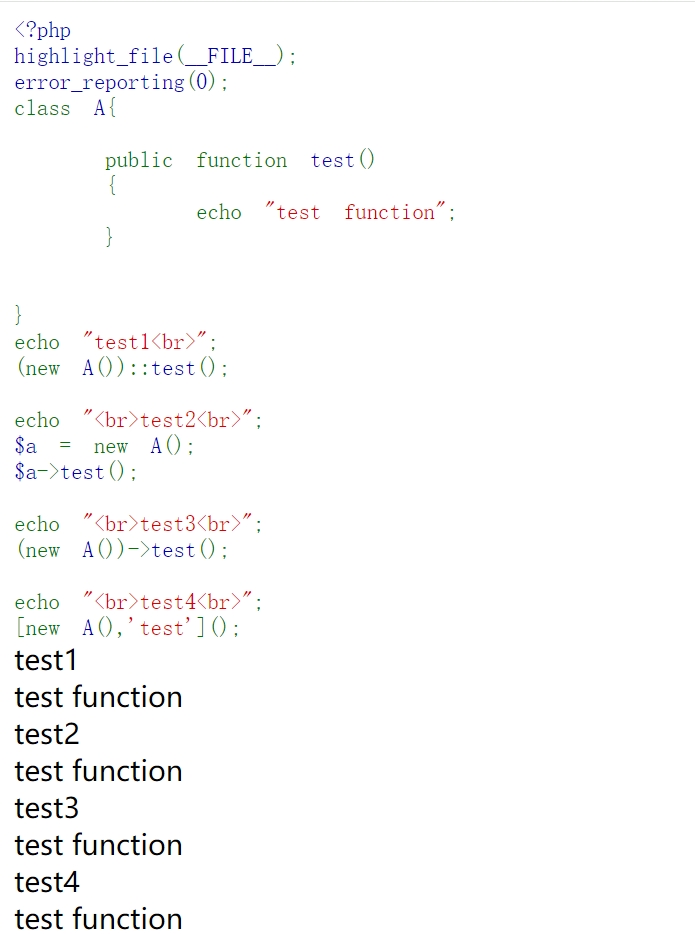 <?php
highlight_file(__FILE__);
error_reporting(0);
class A{
public function test()
{
echo "test function";
}
}
echo "test1<br>";
(new A())::test();
echo "<br>test2<br>";
$a = new A();
$a->test();
echo "<br>test3<br>";
(new A())->test();
echo "<br>test4<br>";
[new A(),'test']();
test1
test function
test2
test function
test3
test function
test4
test function